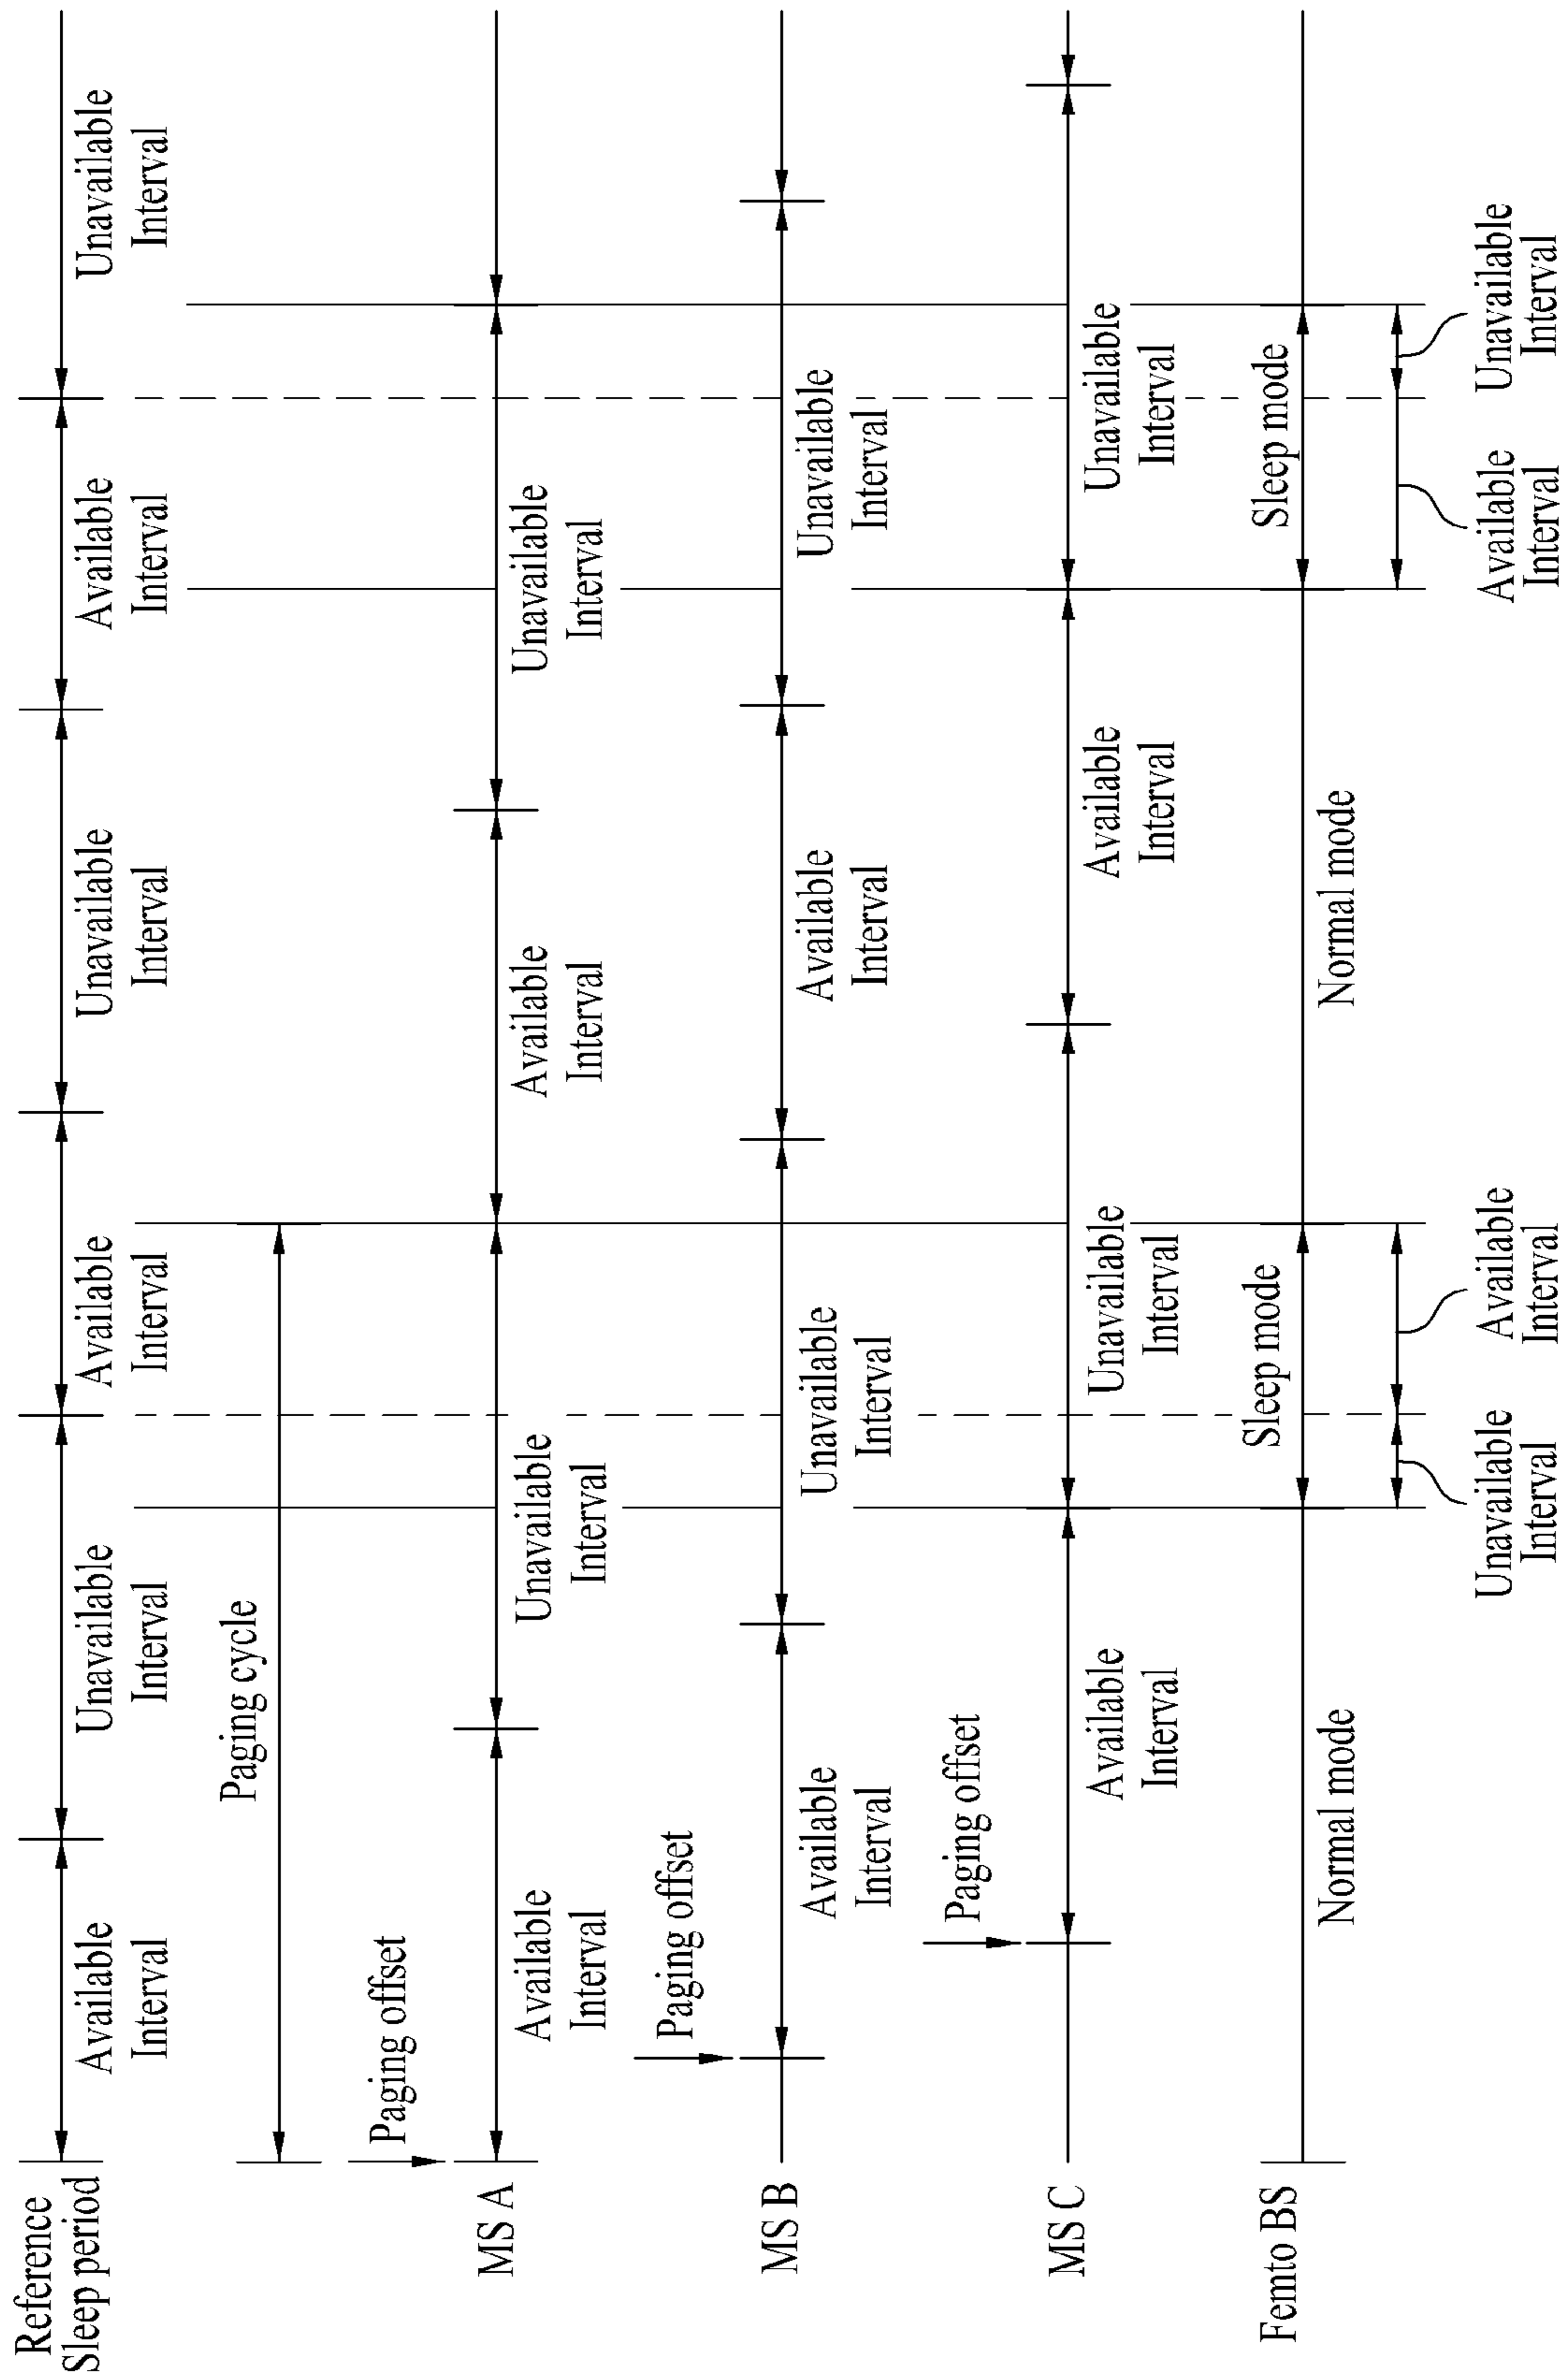 Reference
Sleep period
Available
Interval
Unavailable
Interval
Available
Interval
Unavailable
Interval
Available
Interval
Unavailable
Interval
Paging cycle
Paging offset
MS A
Available
Interval
Unavailable
Interval
Available
Interval
Unavailable
Interval
Paging offset
MS B
Available
Interval
Unavailable
Interval
Available
Interval
Unavailable
Interval
Paging offset
MS C
Available
Interval
Unavailable
Interval
Available
Interval
Unavailable
Interval
Femto BS
Normal mode
Sleep mode
Normal mode
Sleep mode
Unavailable
Interval
Available
Interval
Available
Interval
Unavailable
Interval